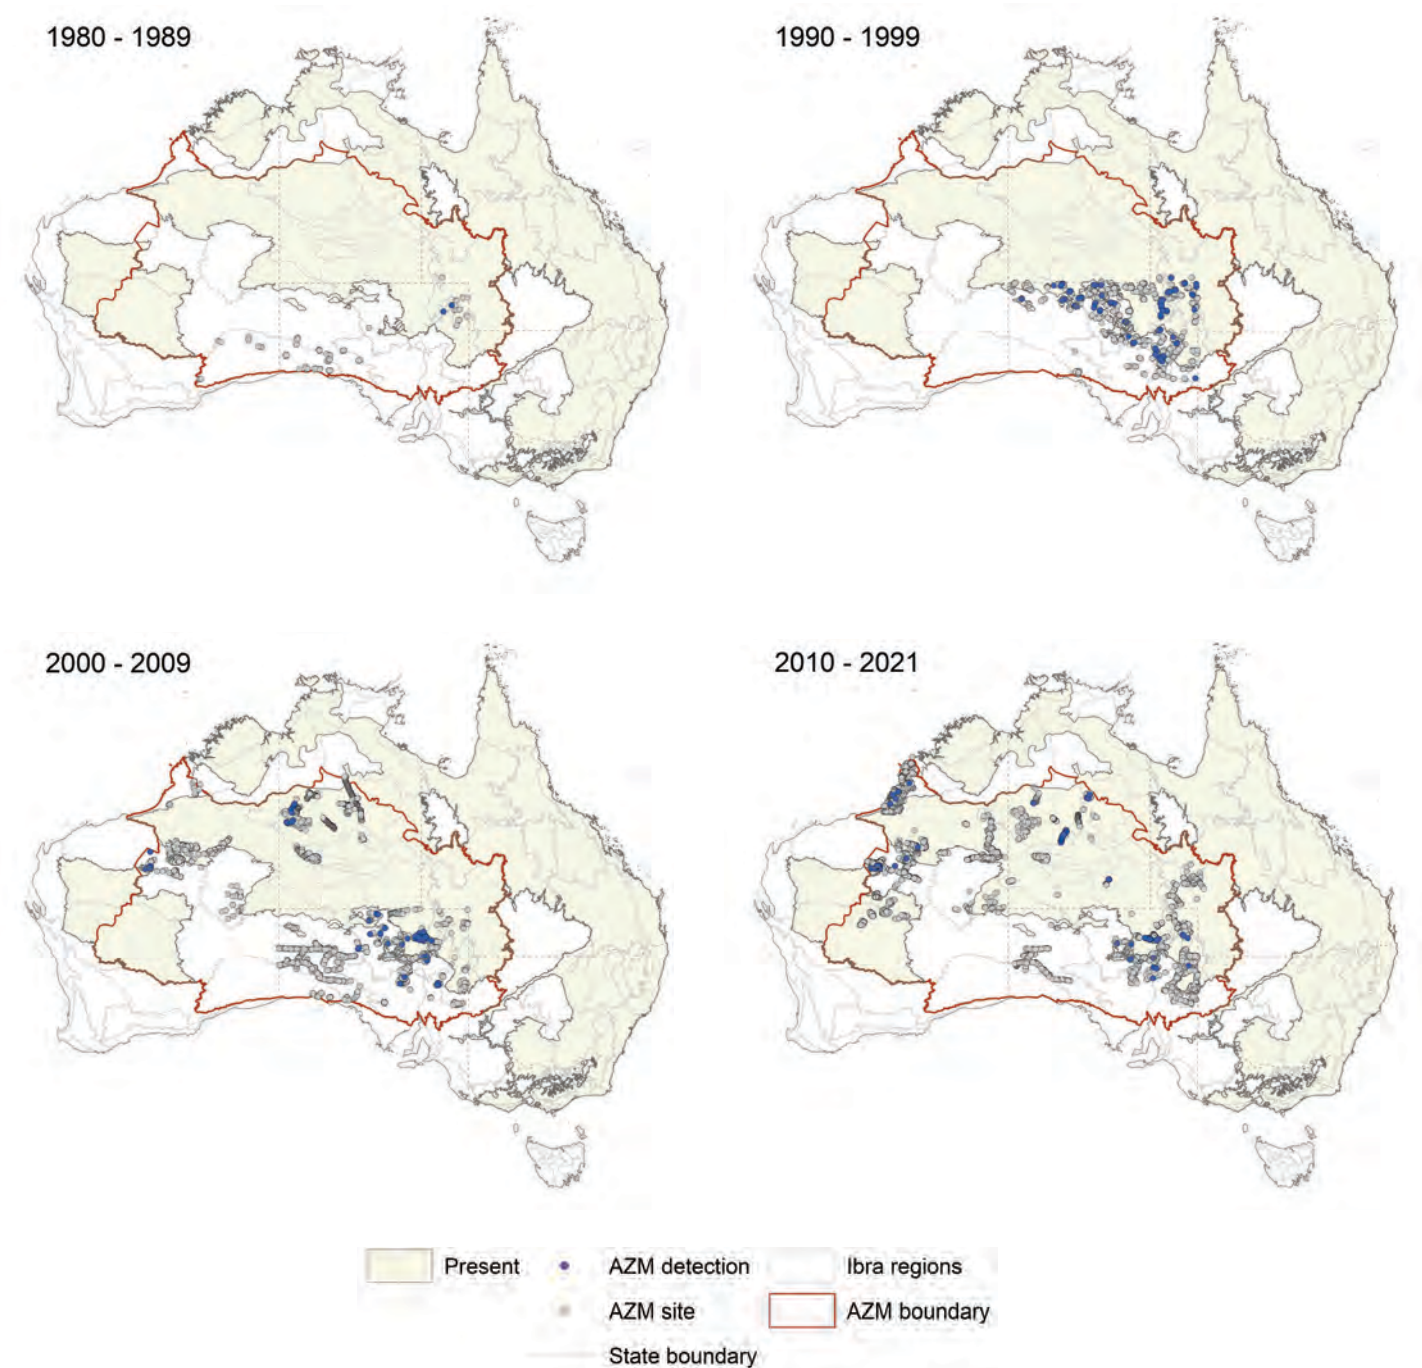 1980 - 1989
1990 - 1999
2000 - 2009
2010 - 2021
Present
AZM detection
Ibra regions
AZM site
AZM boundary
State boundary